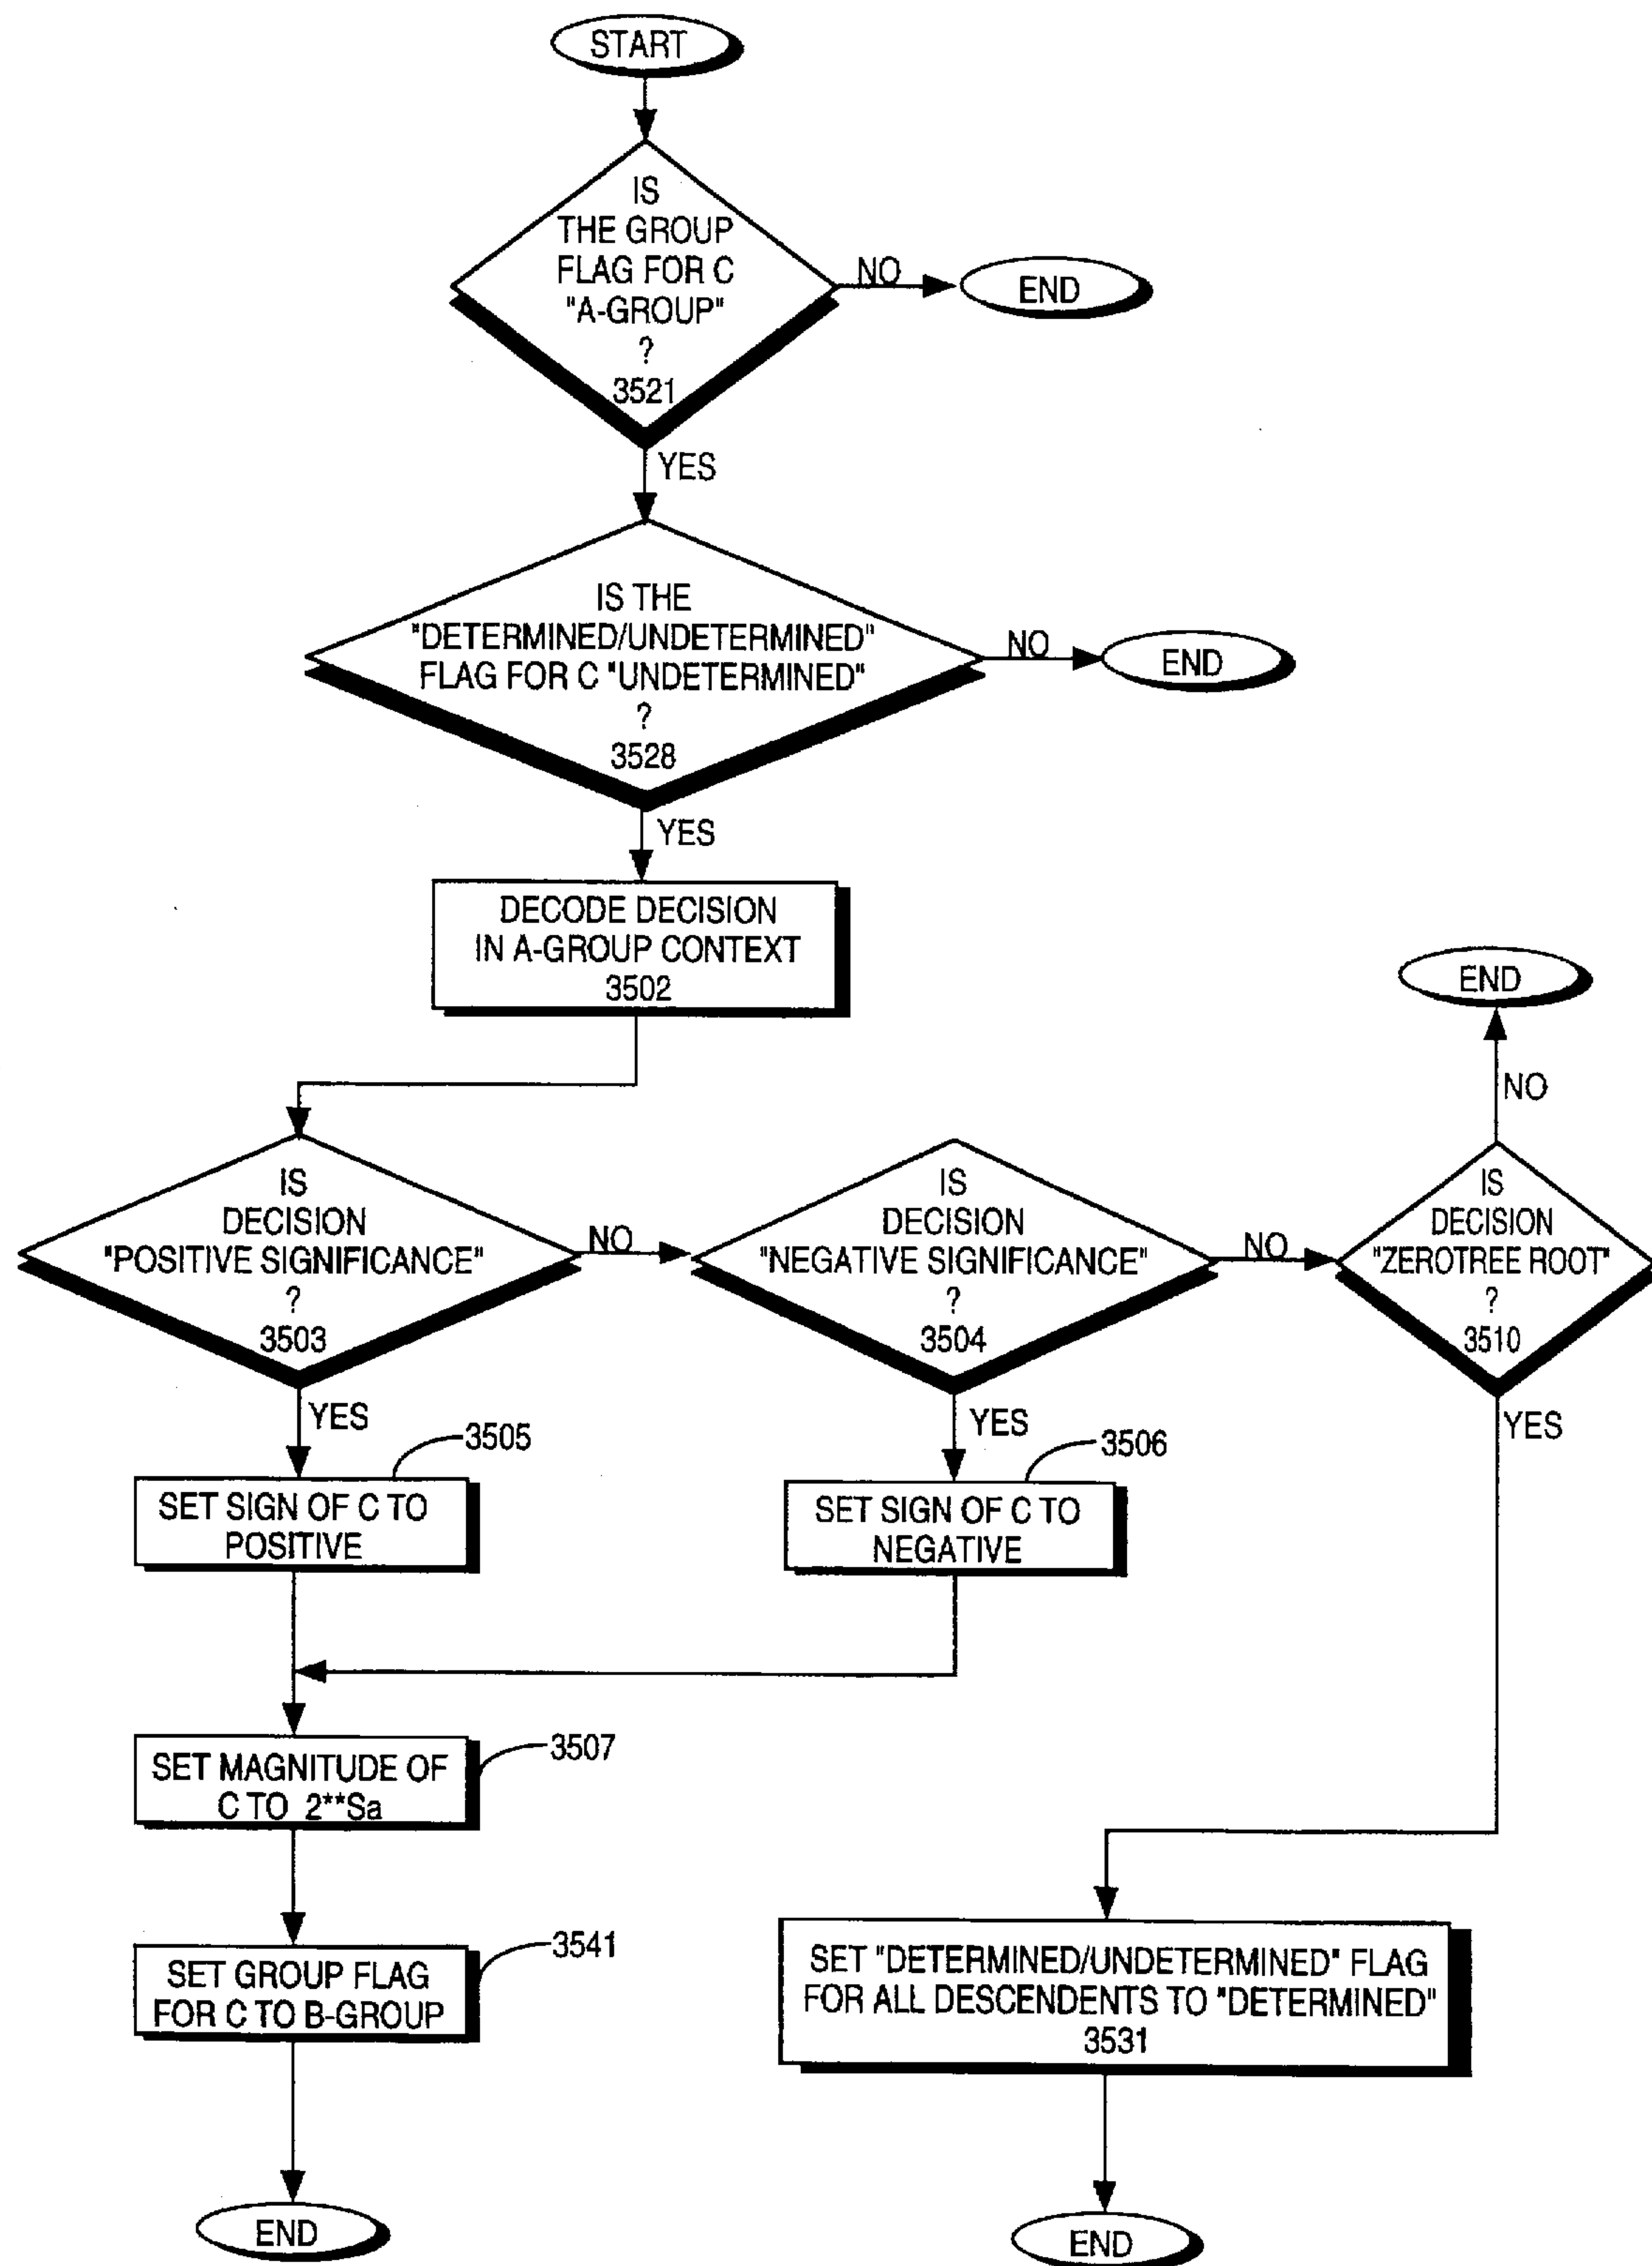 START
IS
THE GROUP
FLAG FOR C
"A-GROUP"
?
3521
NO
END
YES
IS THE
"DETERMINED/UNDETERMINED"
FLAG FOR C "UNDETERMINED"
?
3528
NO
END
YES
DECODE DECISION
IN A-GROUP CONTEXT
3502
END
NO
IS
DECISION
"POSITIVE SIGNIFICANCE"
?
3503
NO
IS
DECISION
"NEGATIVE SIGNIFICANCE"
?
3504
NO
IS
DECISION
"ZEROTREE ROOT"
?
3510
YES
3505
SET SIGN OF C TO
POSITIVE
YES
3506
SET SIGN OF C TO
NEGATIVE
YES
3507
SET MAGNITUDE OF
C TO 2**Sa
3541
SET GROUP FLAG
FOR C TO B-GROUP
SET "DETERMINED/UNDETERMINED" FLAG
FOR ALL DESCENDENTS TO "DETERMINED"
3531
END
END